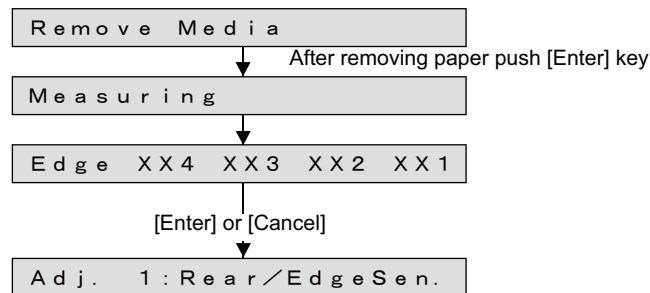 Remove Media
After removing paper push [Enter] key
Measuring
Edge XX4 XX3 XX2 XX1
[Enter] or [Cancel]
Adj. 1:Rear／EdgeSen.